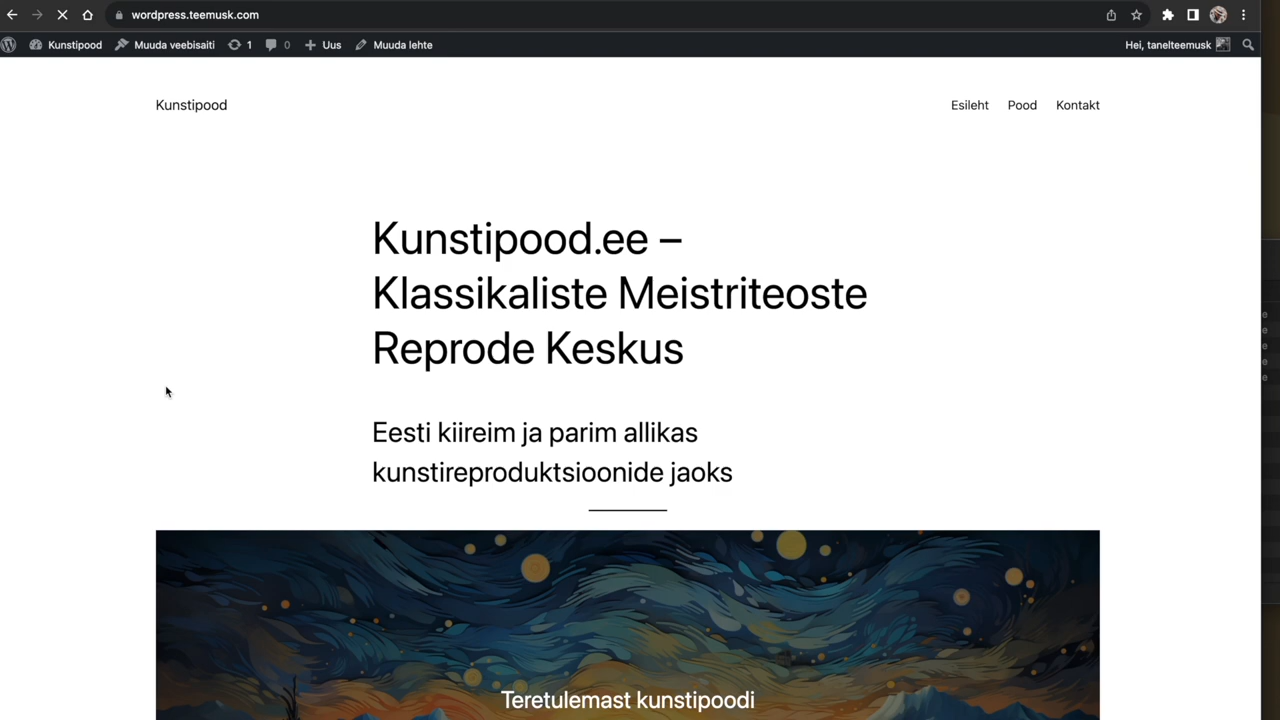 wordpress.teemusk.com
Kunstipood Muuda veebisaiti 1 0 Uus Muuda lehte Hei, tanelteemusk
Kunstipood Esileht Pood Kontakt
Kunstipood.ee –
Klassikaliste Meistriteoste
Reprode Keskus
Eesti kiireim ja parim allikas
kunstireproduktsioonide jaoks
Teretulemast kunstipoodi